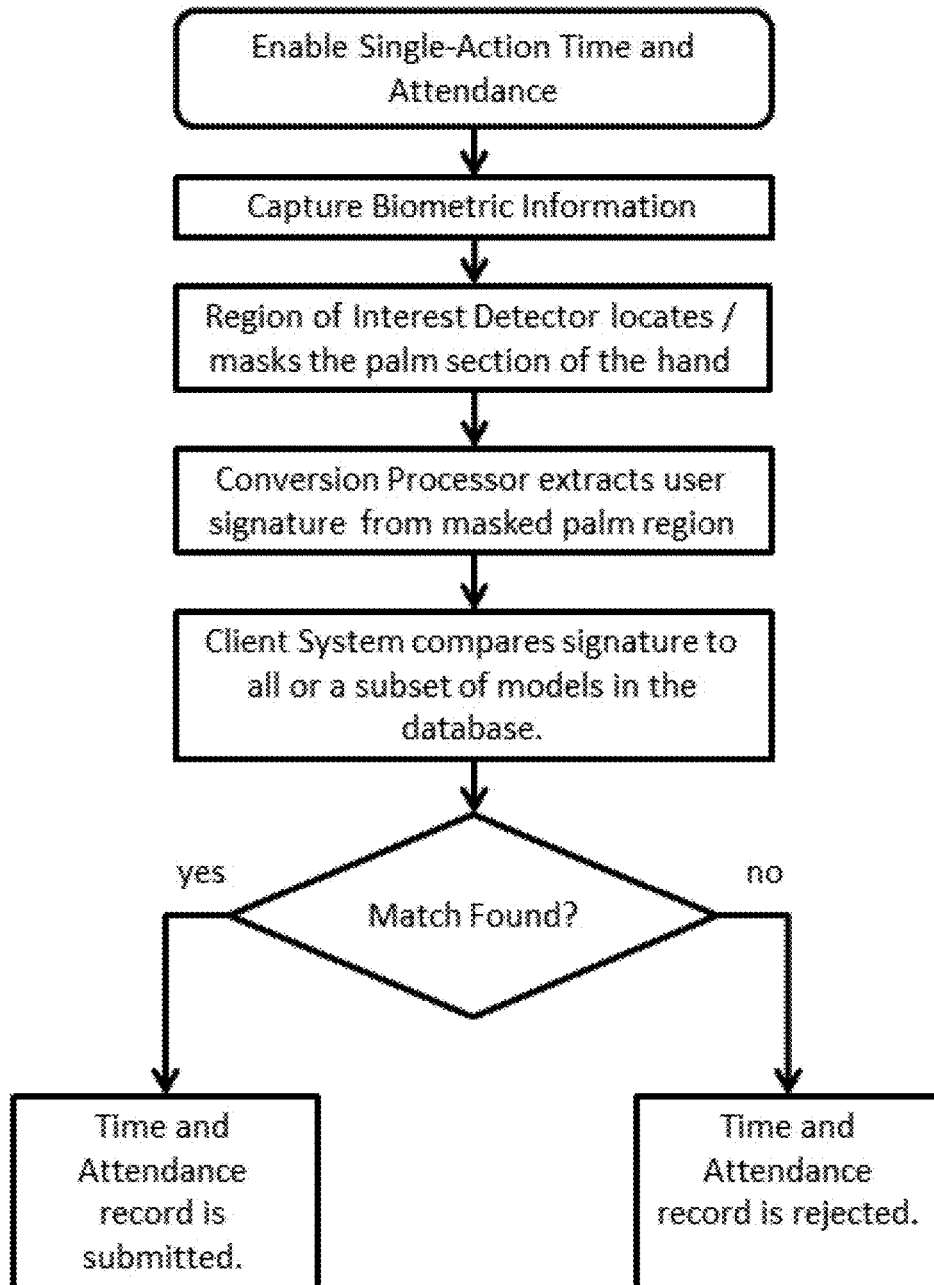 Enable Single-Action Time and
Attendance
Capture Biometric Information
Region of Interest Detector locates /
masks the palm section of the hand
Conversion Processor extracts user
signature from masked palm region
Client System compares signature to
all or a subset of models in the
database.
Match Found?
yes
no
Time and
Attendance
record is
submitted.
Time and
Attendance
record is rejected.